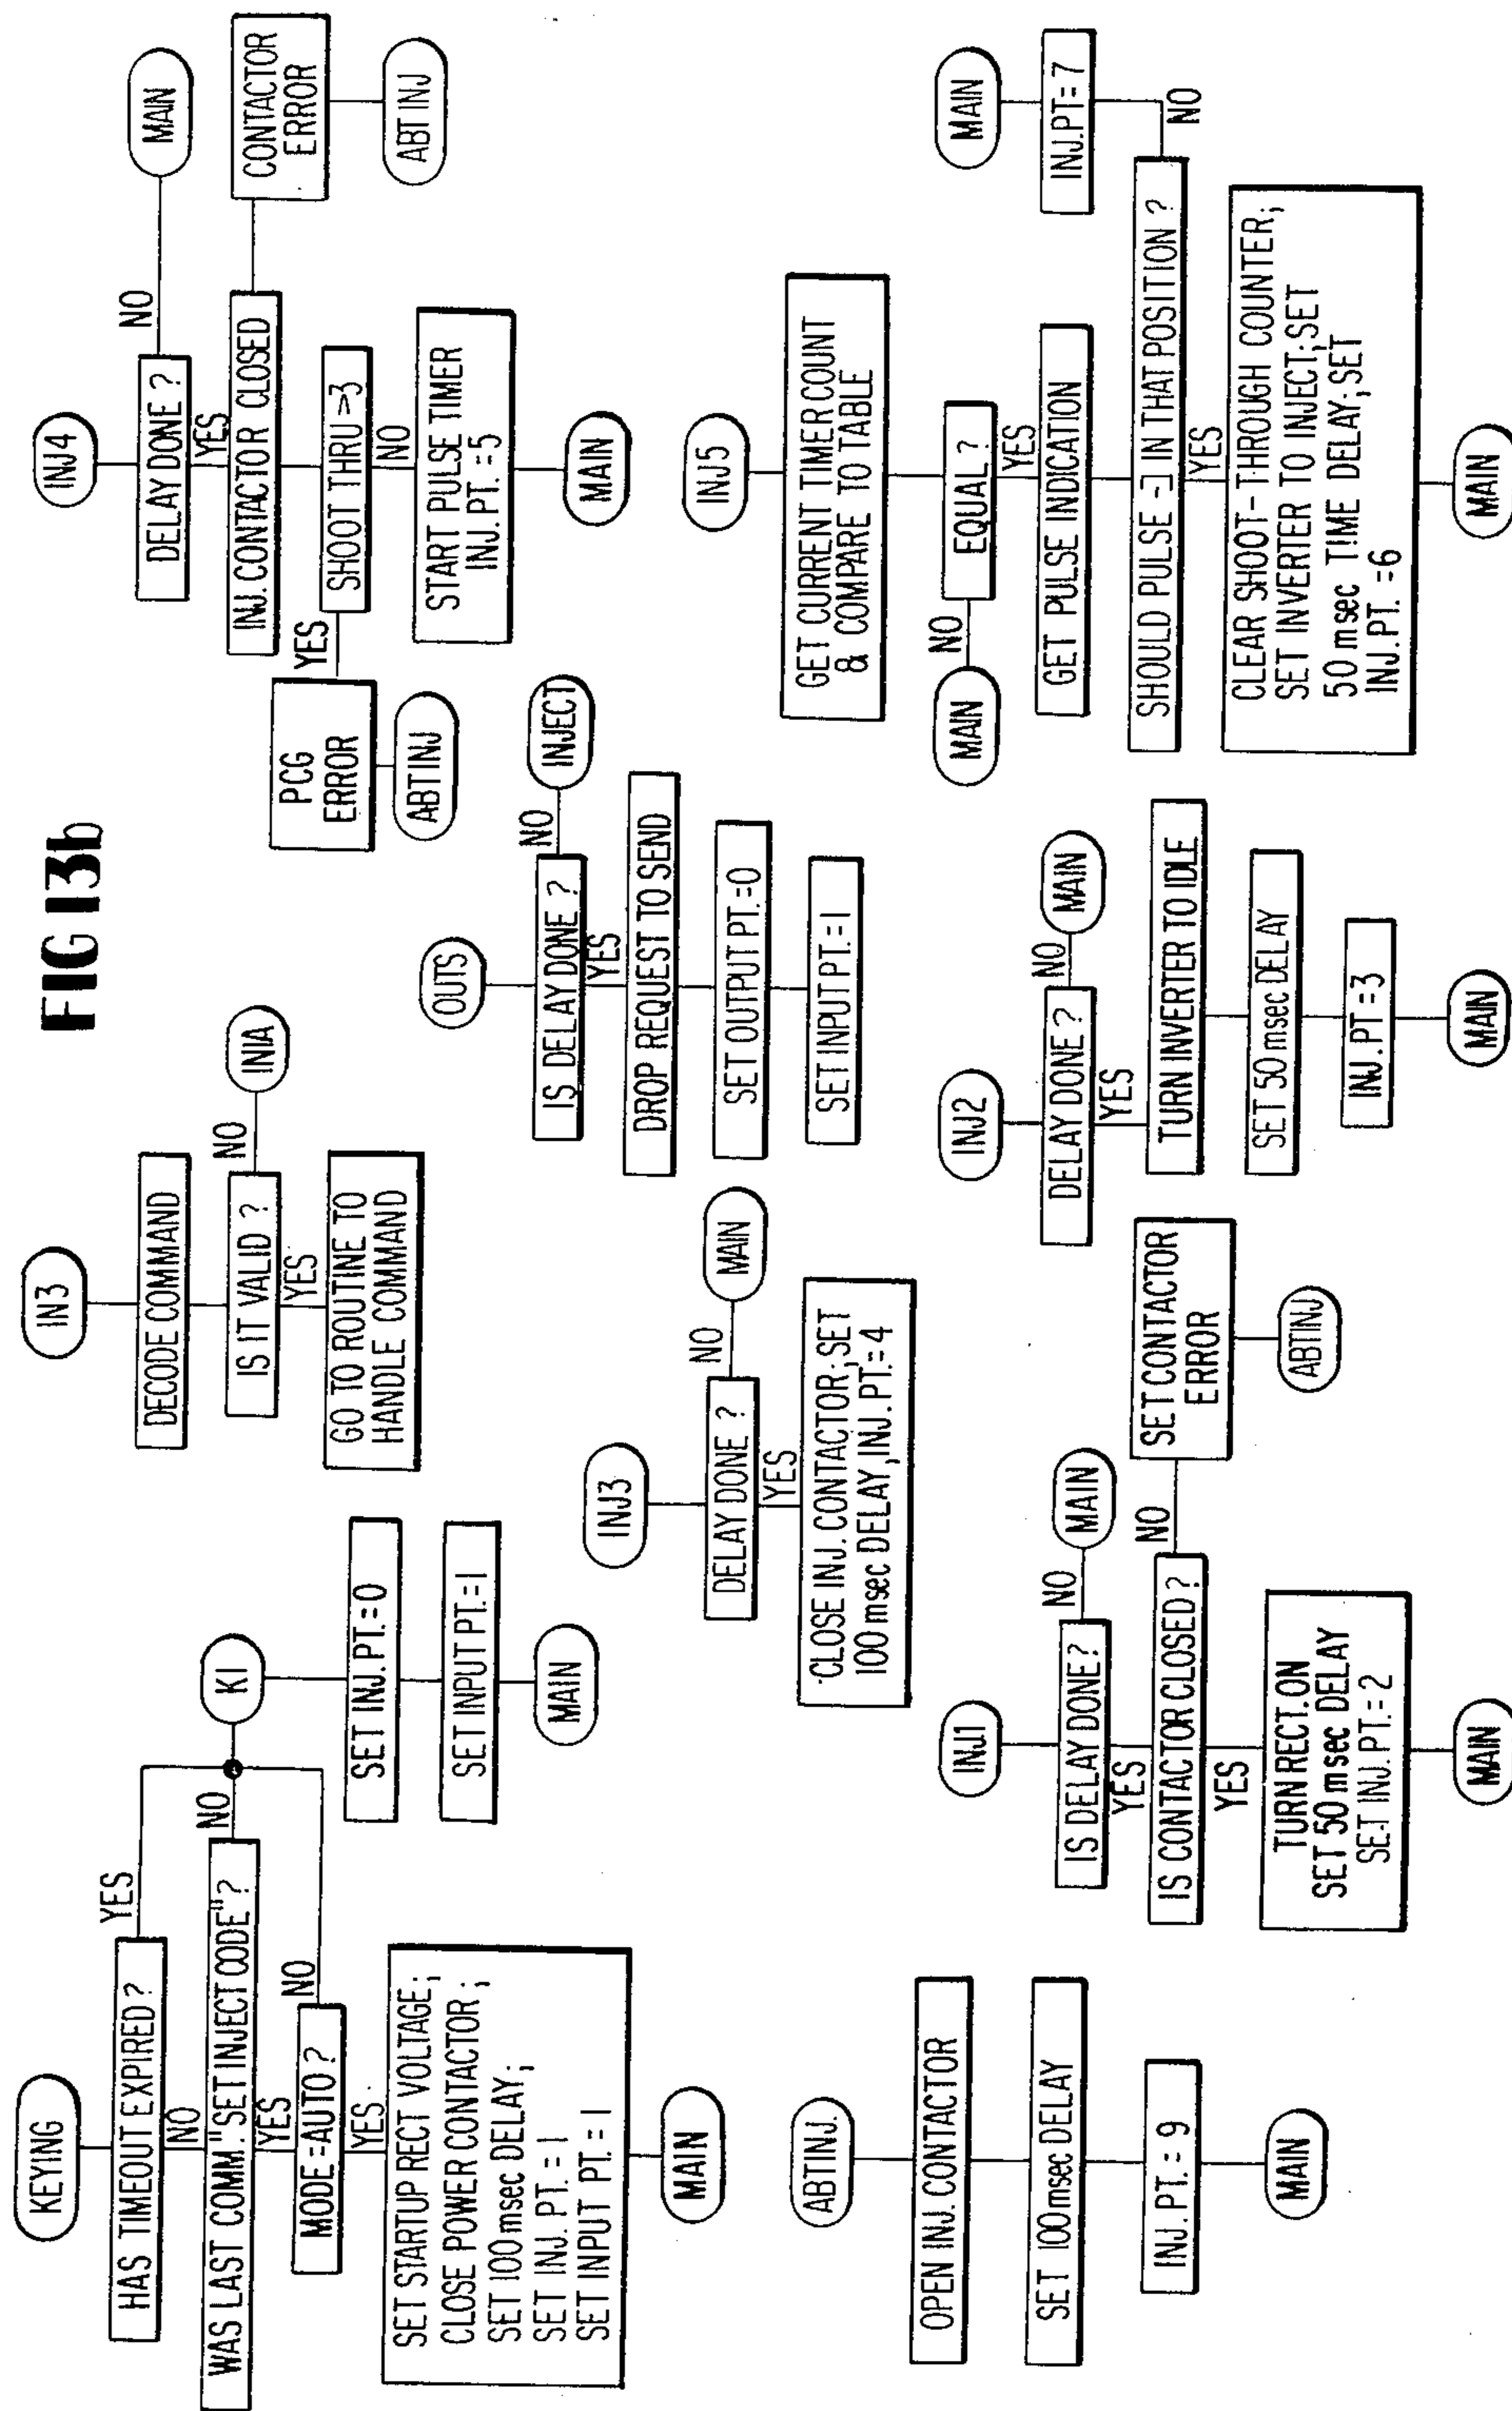 FIG 13b
KEYING
HAS TIMEOUT EXPIRED?
YES
NO
WAS LAST COMM. "SET INJECT CODE"?
NO
YES
MODE = AUTO?
NO
YES
SET STARTUP RECT VOLTAGE;
CLOSE POWER CONTACTOR;
SET 100 msec DELAY;
SET INJ. PT. = 1
SET INPUT PT. = 1
MAIN
K1
SET INJ. PT. = 0
SET INPUT PT. = 1
MAIN
IN3
DECODE COMMAND
IS IT VALID ?
NO
IN1A
YES
GO TO ROUTINE TO
HANDLE COMMAND
OUTS
IS DELAY DONE ?
NO
INJECT
YES
DROP REQUEST TO SEND
SET OUTPUT PT. = 0
SET INPUT PT. = 1
INJ4
DELAY DONE ?
NO
MAIN
YES
INJ. CONTACTOR CLOSED
CONTACTOR
ERROR
ABT INJ
SHOOT THRU >3
YES
PCG
ERROR
ABTINJ
NO
START PULSE TIMER
INJ. PT. = 5
MAIN
ABTINJ.
OPEN INJ. CONTACTOR
SET 100 msec DELAY
INJ. PT. = 9
MAIN
INJ1
IS DELAY DONE?
NO
MAIN
YES
IS CONTACTOR CLOSED ?
NO
SET CONTACTOR
ERROR
ABTINJ
YES
TURN RECT. ON
SET 50 msec DELAY
SET INJ. PT. = 2
MAIN
INJ3
DELAY DONE ?
NO
MAIN
YES
CLOSE INJ. CONTACTOR; SET
100 msec DELAY, INJ. PT. = 4
INJ2
DELAY DONE ?
NO
MAIN
YES
TURN INVERTER TO IDLE
SET 50 msec DELAY
INJ. PT = 3
MAIN
INJ5
GET CURRENT TIMER COUNT
& COMPARE TO TABLE
EQUAL ?
NO
MAIN
YES
GET PULSE INDICATION
SHOULD PULSE = IN THAT POSITION ?
NO
INJ. PT = 7
MAIN
YES
CLEAR SHOOT-THROUGH COUNTER;
SET INVERTER TO INJECT; SET
50 msec TIME DELAY; SET
INJ. PT. = 6
MAIN